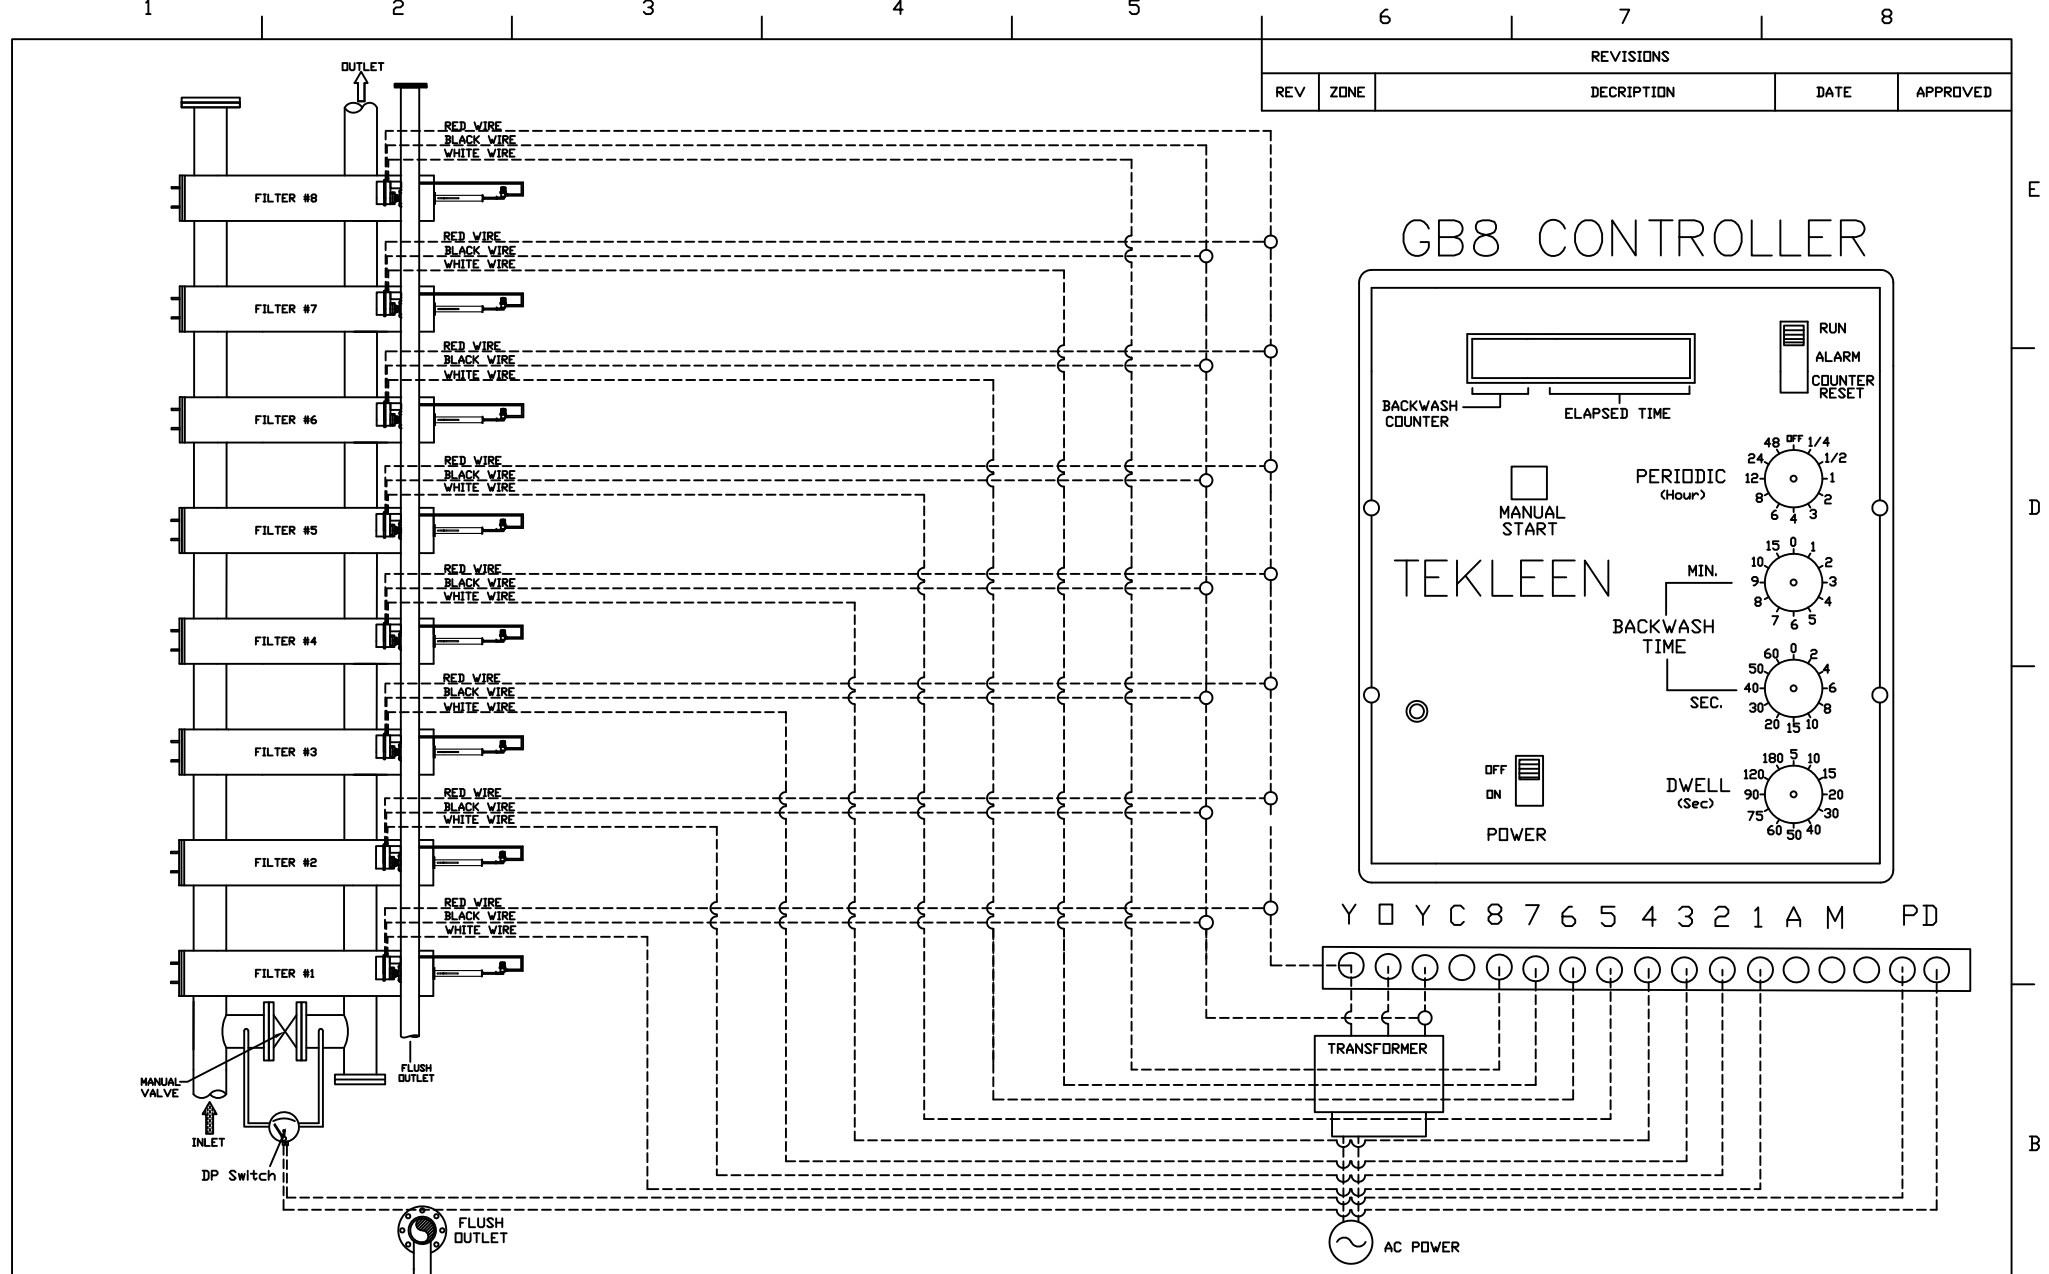 1 2 3 4 5 6 7 8
REVISIONS
REV ZONE DECRIPTION DATE APPROVED
OUTLET
RED WIRE
BLACK WIRE
WHITE WIRE
FILTER #8
E
GB8 CONTROLLER
RED WIRE
BLACK WIRE
WHITE WIRE
FILTER #7
RED WIRE
BLACK WIRE
WHITE WIRE
FILTER #6
RED WIRE
BLACK WIRE
WHITE WIRE
FILTER #5
RED WIRE
BLACK WIRE
WHITE WIRE
FILTER #4
RED WIRE
BLACK WIRE
WHITE WIRE
FILTER #3
RED WIRE
BLACK WIRE
WHITE WIRE
FILTER #2
RED WIRE
BLACK WIRE
WHITE WIRE
FILTER #1
RUN
ALARM
COUNTER
RESET
BACKWASH
COUNTER
ELAPSED TIME
MANUAL
START
PERIODIC
(Hour)
OFF 1/4 1/2 1 2 3 4 6 8 12 24 48
D
TEKLEEN
MIN.
0 1 2 3 4 5 6 7 8 9 10 15
BACKWASH
TIME
SEC.
0 2 4 6 8 10 15 20 30 40 50 60
OFF
ON
POWER
DWELL
(Sec)
5 10 15 20 30 40 50 60 75 90 120 180
Y O Y C 8 7 6 5 4 3 2 1 A M PD
TRANSFORMER
MANUAL
VALVE
FLUSH
OUTLET
INLET
DP Switch
B
FLUSH
OUTLET
AC POWER